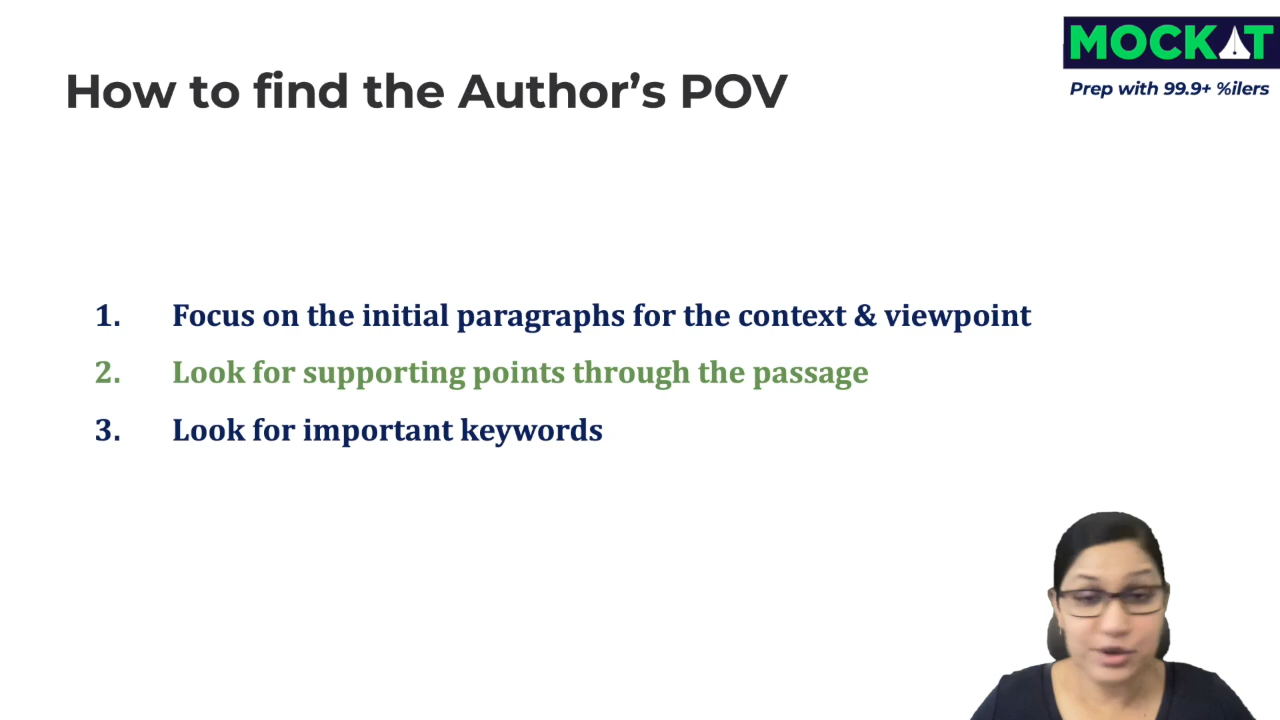 MOCKAT
Prep with 99.9+ %ilers
How to find the Author’s POV
1. Focus on the initial paragraphs for the context & viewpoint
2. Look for supporting points through the passage
3. Look for important keywords